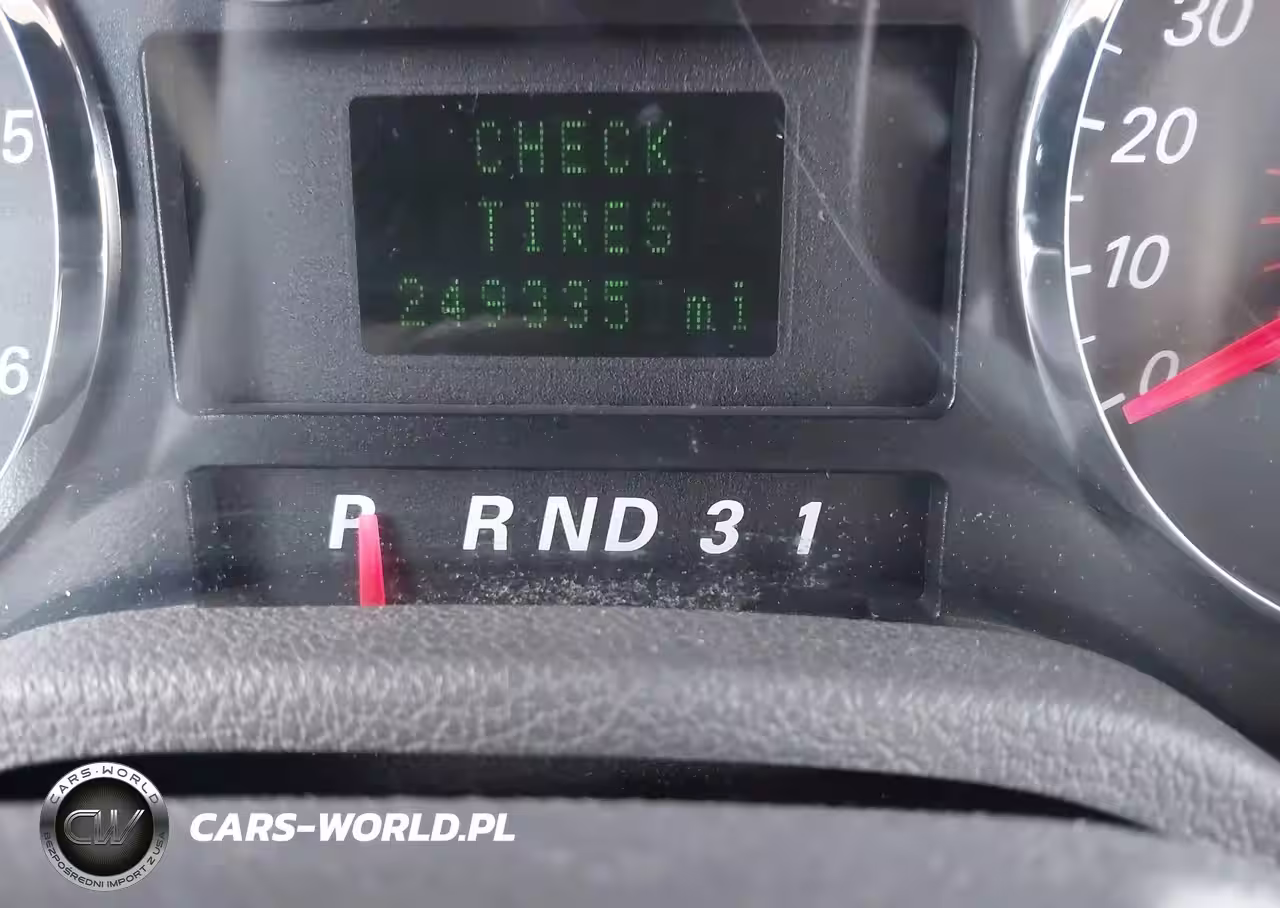 CHECK
TIRES
249335 mi
P R N D 3 1
5
6
30
20
10
0
CARS-WORLD
CW
BEZPOŚREDNI IMPORT Z USA
CARS-WORLD.PL